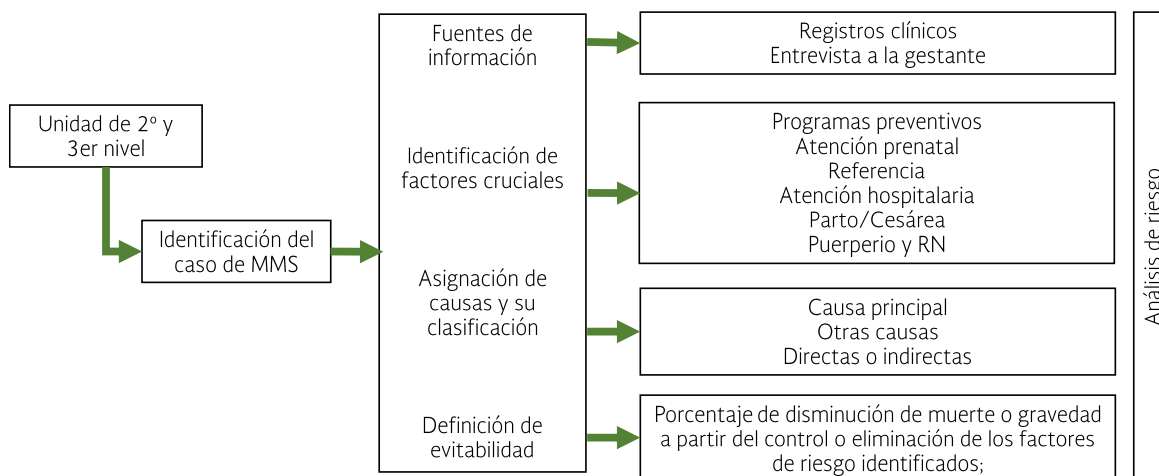 Unidad de 2º y
3er nivel
Identificación del
caso de MMS
Fuentes de
información
Identificación de
factores cruciales
Asignación de
causas y su
clasificación
Definición de
evitabilidad
Registros clínicos
Entrevista a la gestante
Programas preventivos
Atención prenatal
Referencia
Atención hospitalaria
Parto/Cesárea
Puerperio y RN
Causa principal
Otras causas
Directas o indirectas
Porcentaje de disminución de muerte o gravedad
a partir del control o eliminación de los factores
de riesgo identificados;
Análisis de riesgo